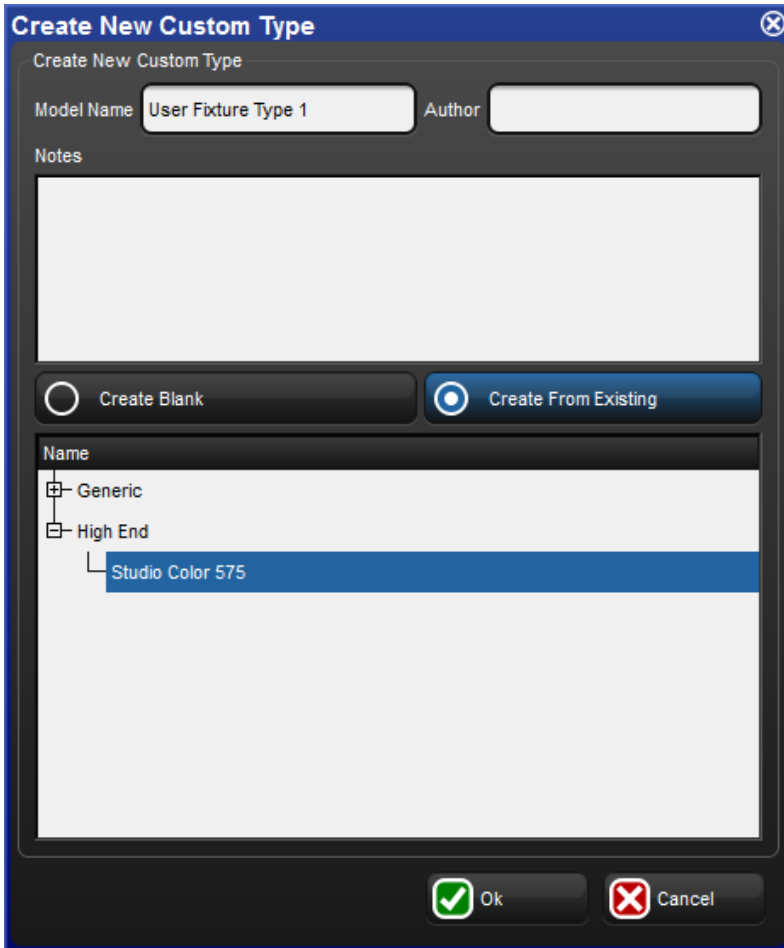 Create New Custom Type
Create New Custom Type
Model Name User Fixture Type 1 Author
Notes
Create Blank Create From Existing
Name
Generic
High End
Studio Color 575
Ok Cancel